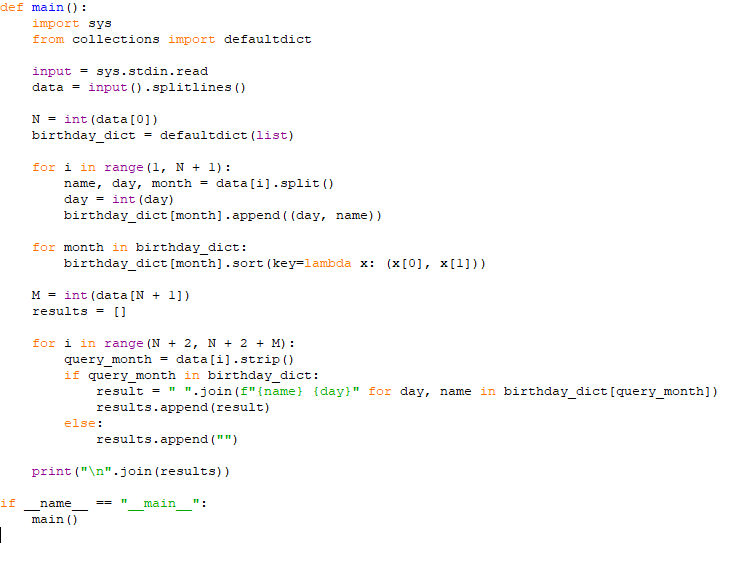 def main():
    import sys
    from collections import defaultdict

    input = sys.stdin.read
    data = input().splitlines()

    N = int(data[0])
    birthday_dict = defaultdict(list)

    for i in range(1, N + 1):
        name, day, month = data[i].split()
        day = int(day)
        birthday_dict[month].append((day, name))

    for month in birthday_dict:
        birthday_dict[month].sort(key=lambda x: (x[0], x[1]))

    M = int(data[N + 1])
    results = []

    for i in range(N + 2, N + 2 + M):
        query_month = data[i].strip()
        if query_month in birthday_dict:
            result = " ".join(f"{name} {day}" for day, name in birthday_dict[query_month])
            results.append(result)
        else:
            results.append("")

    print("\n".join(results))

if __name__ == "__main__":
    main()